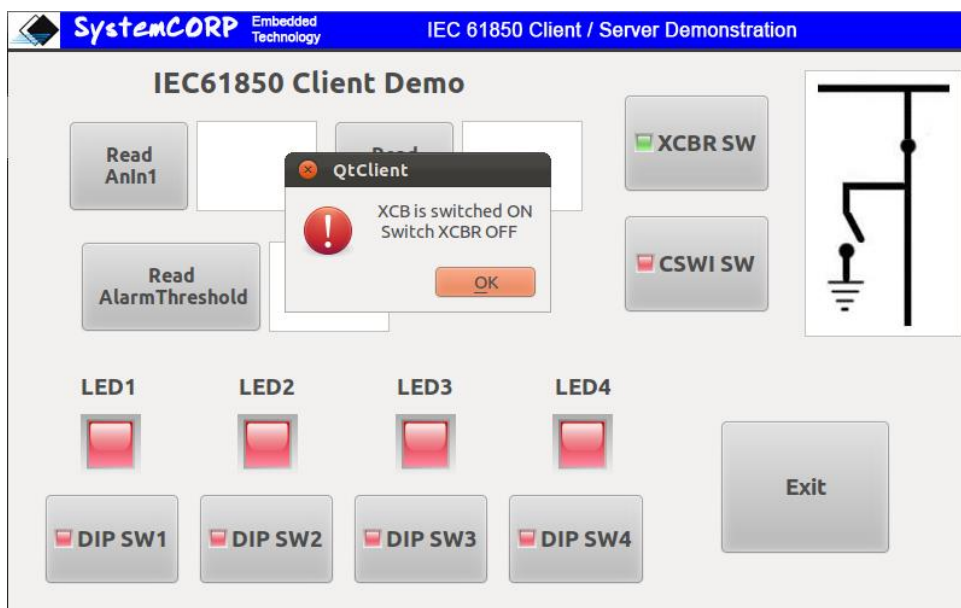 SystemCORP Embedded Technology
IEC 61850 Client / Server Demonstration
IEC61850 Client Demo
Read
AnIn1
XCBR SW
QtClient
XCB is switched ON
Switch XCBR OFF
OK
Read
AlarmThreshold
CSWI SW
LED1
LED2
LED3
LED4
Exit
DIP SW1
DIP SW2
DIP SW3
DIP SW4